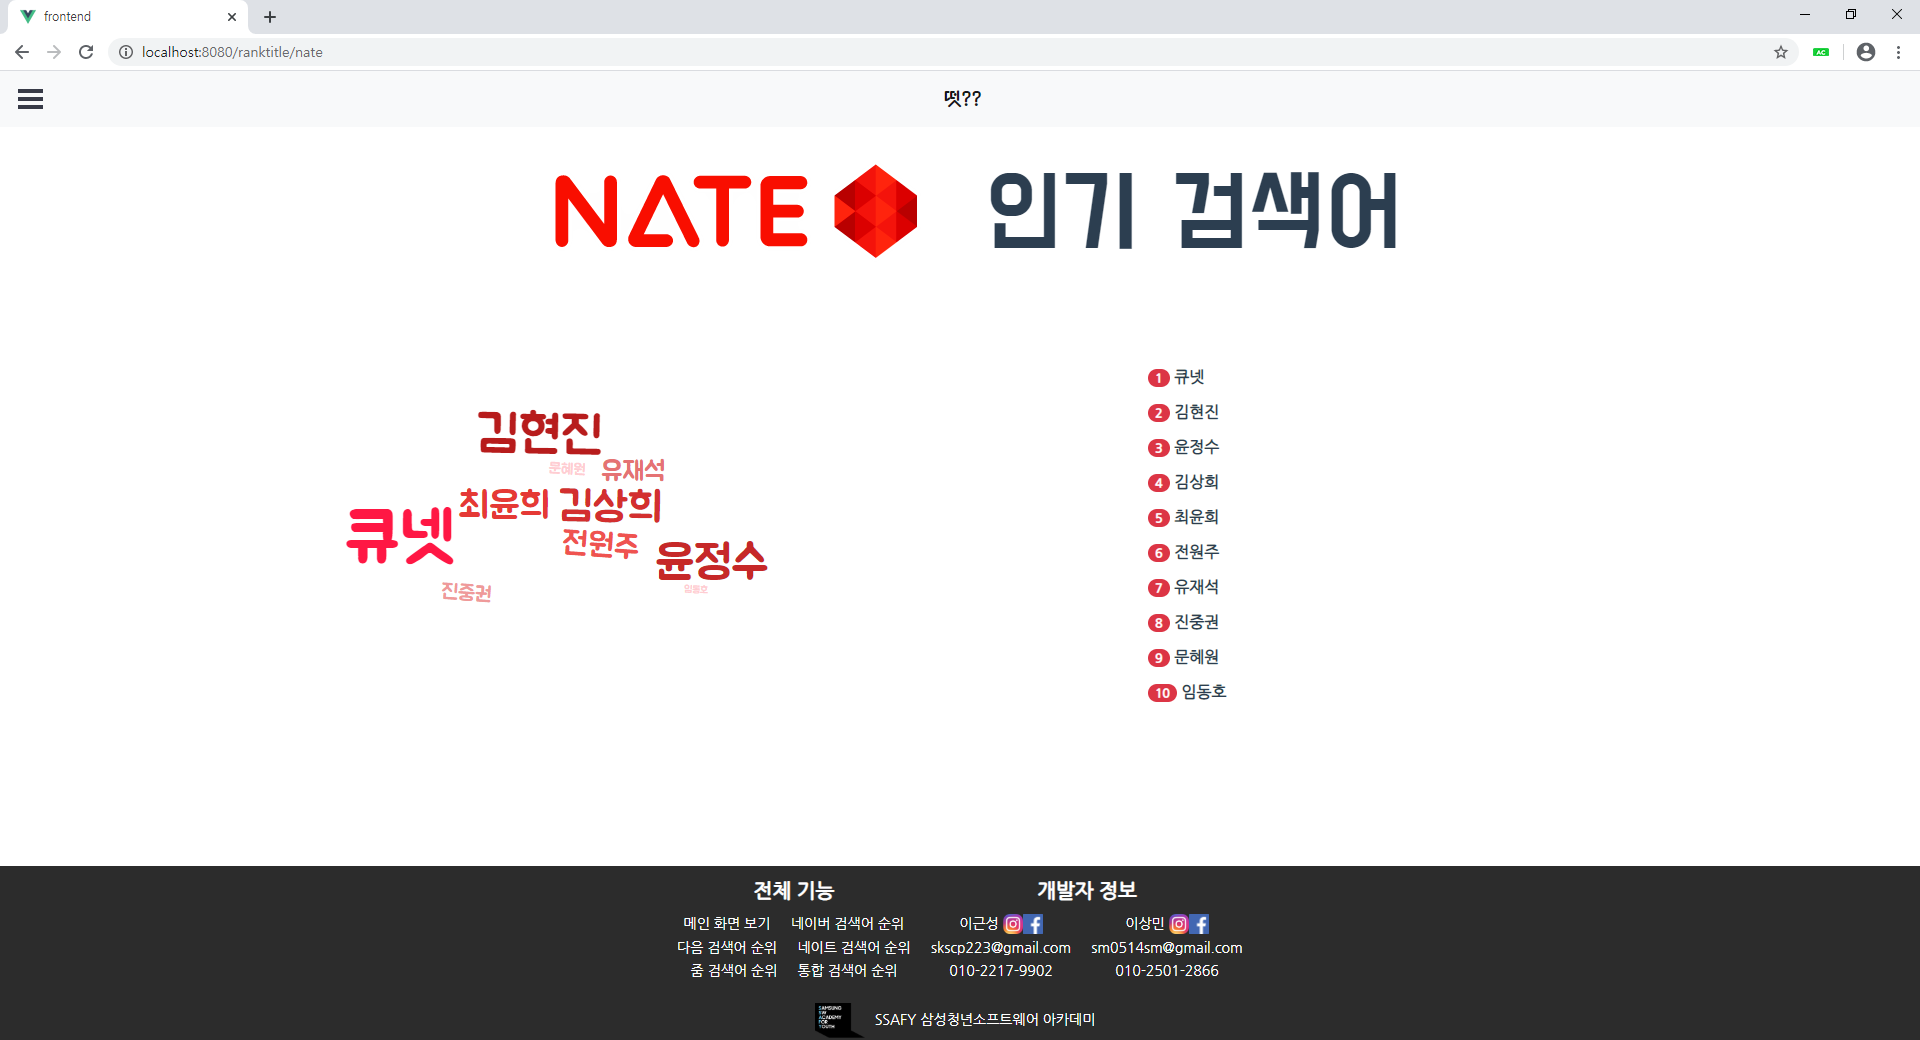 frontend
localhost:8080/ranktitle/nate
AC
떳??
NATE 인기 검색어
김현진
문혜원 유재석
최윤희 김상희
큐넷
전원주
윤정수
진중권
임동호
1 큐넷
2 김현진
3 윤정수
4 김상희
5 최윤희
6 전원주
7 유재석
8 진중권
9 문혜원
10 임동호
전체 기능
메인 화면 보기 네이버 검색어 순위
다음 검색어 순위 네이트 검색어 순위
줌 검색어 순위 통합 검색어 순위
개발자 정보
이근성
skscp223@gmail.com
010-2217-9902
이상민
sm0514sm@gmail.com
010-2501-2866
SAMSUNG
SW
ACADEMY
FOR
YOUTH
SSAFY 삼성청년소프트웨어 아카데미